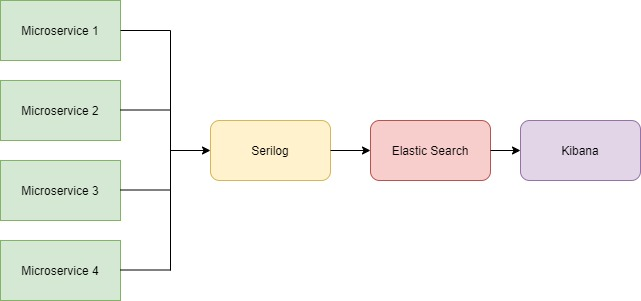 Microservice 1
Microservice 2
Microservice 3
Microservice 4
Serilog
Elastic Search
Kibana